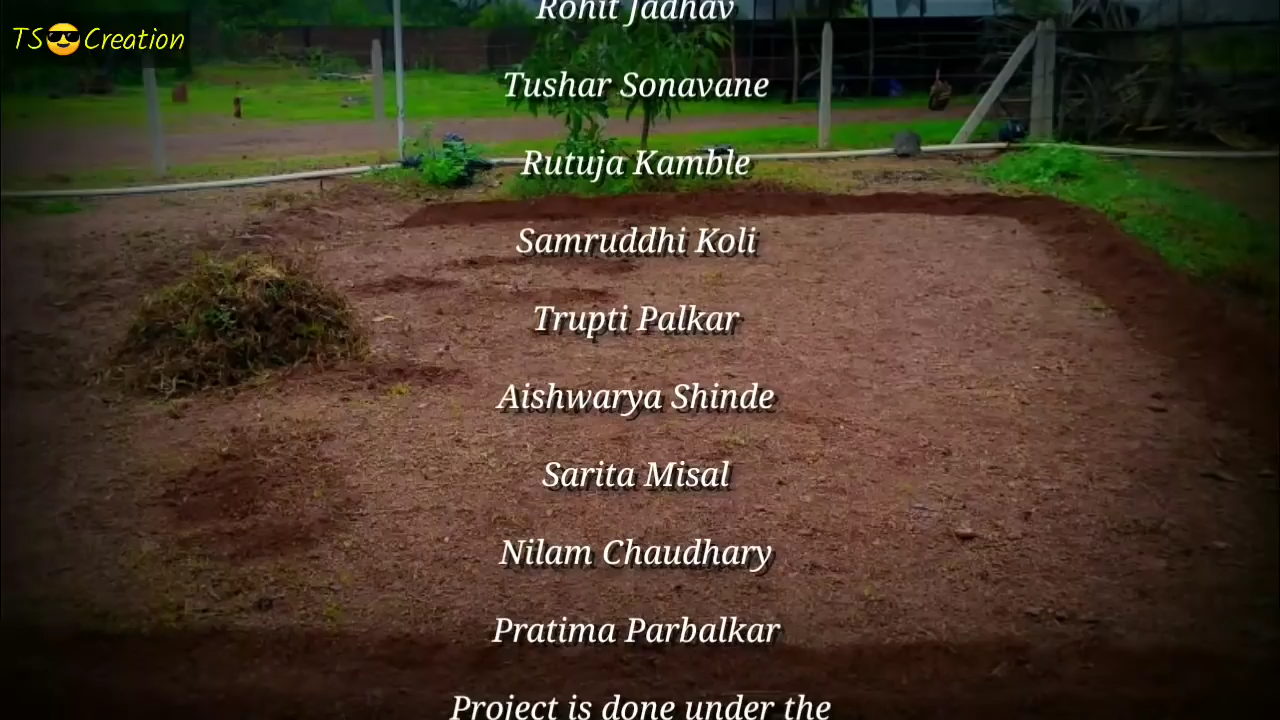 TS😎Creation
Rohit Jadhav
Tushar Sonavane
Rutuja Kamble
Samruddhi Koli
Trupti Palkar
Aishwarya Shinde
Sarita Misal
Nilam Chaudhary
Pratima Parbalkar
Project is done under the